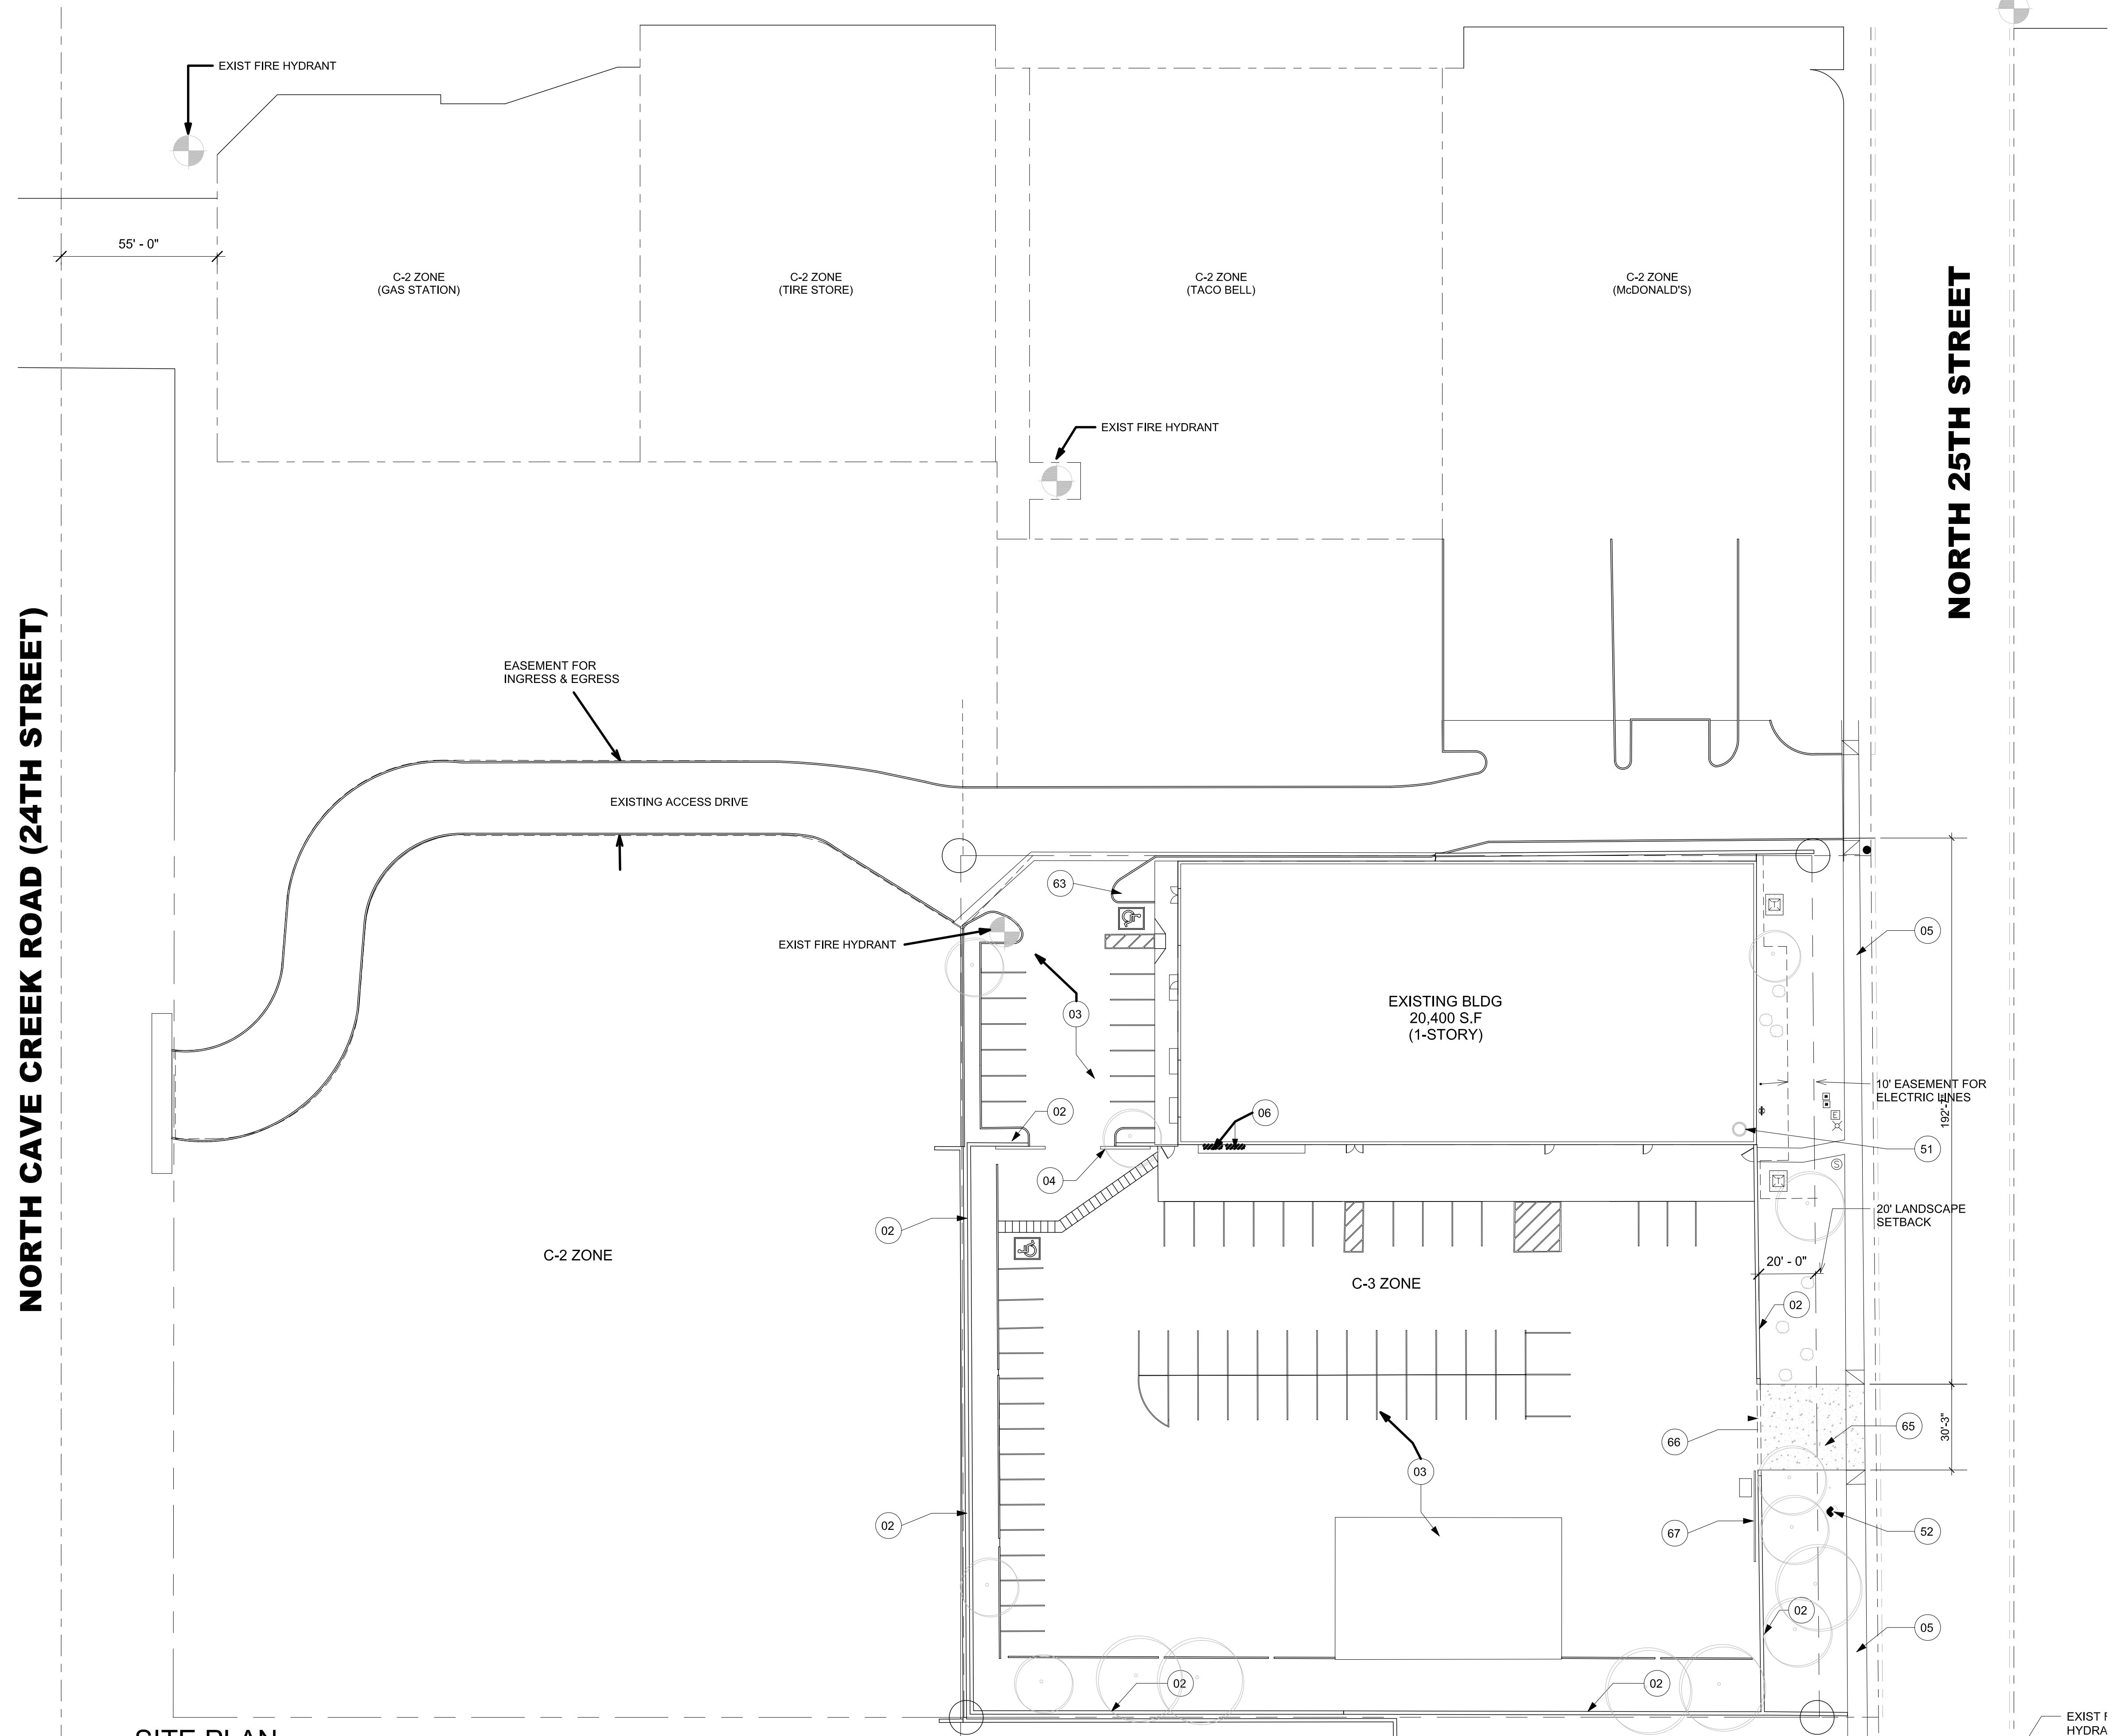 EXIST FIRE HYDRANT
55' - 0"
C-2 ZONE
(GAS STATION)
C-2 ZONE
(TIRE STORE)
C-2 ZONE
(TACO BELL)
C-2 ZONE
(McDONALD'S)
NORTH 25TH STREET
EXIST FIRE HYDRANT
NORTH CAVE CREEK ROAD (24TH STREET)
EASEMENT FOR
INGRESS & EGRESS
EXISTING ACCESS DRIVE
63
EXIST FIRE HYDRANT
03
T
05
EXISTING BLDG
20,400 S.F
(1-STORY)
10' EASEMENT FOR
ELECTRIC LINES
02
06
E
51
04
S
T
02
20' LANDSCAPE
SETBACK
C-2 ZONE
C-3 ZONE
20' - 0"
02
65
30'-3"
66
03
02
67
52
02
05
02
02
SITE PLAN
EXIST